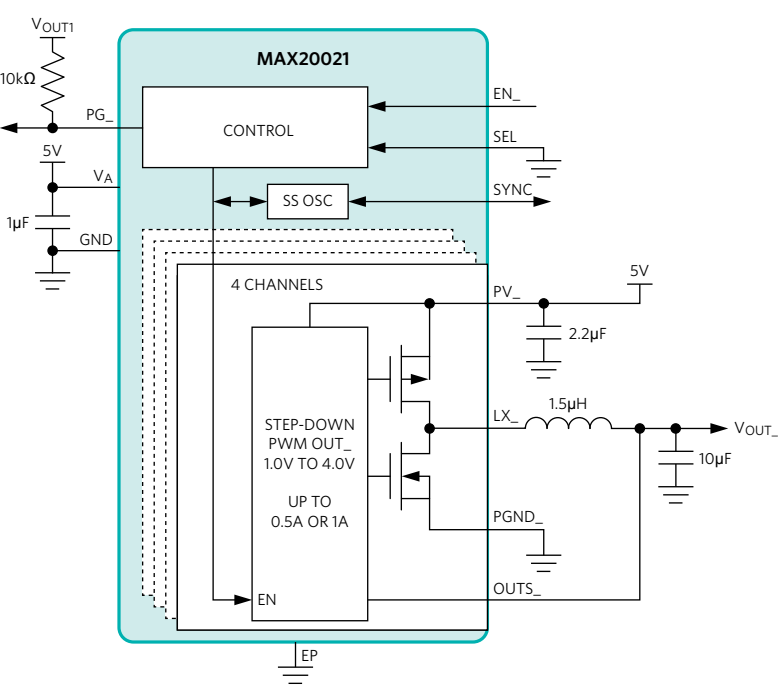 VOUT1
MAX20021
10kΩ
EN_
PG_
CONTROL
SEL
5V
VA
SS OSC
SYNC
1µF
GND
4 CHANNELS
5V
PV_
2.2µF
STEP-DOWN
PWM OUT_
1.0V TO 4.0V
UP TO
0.5A OR 1A
LX_
1.5µH
VOUT_
10µF
PGND_
EN
OUTS_
EP